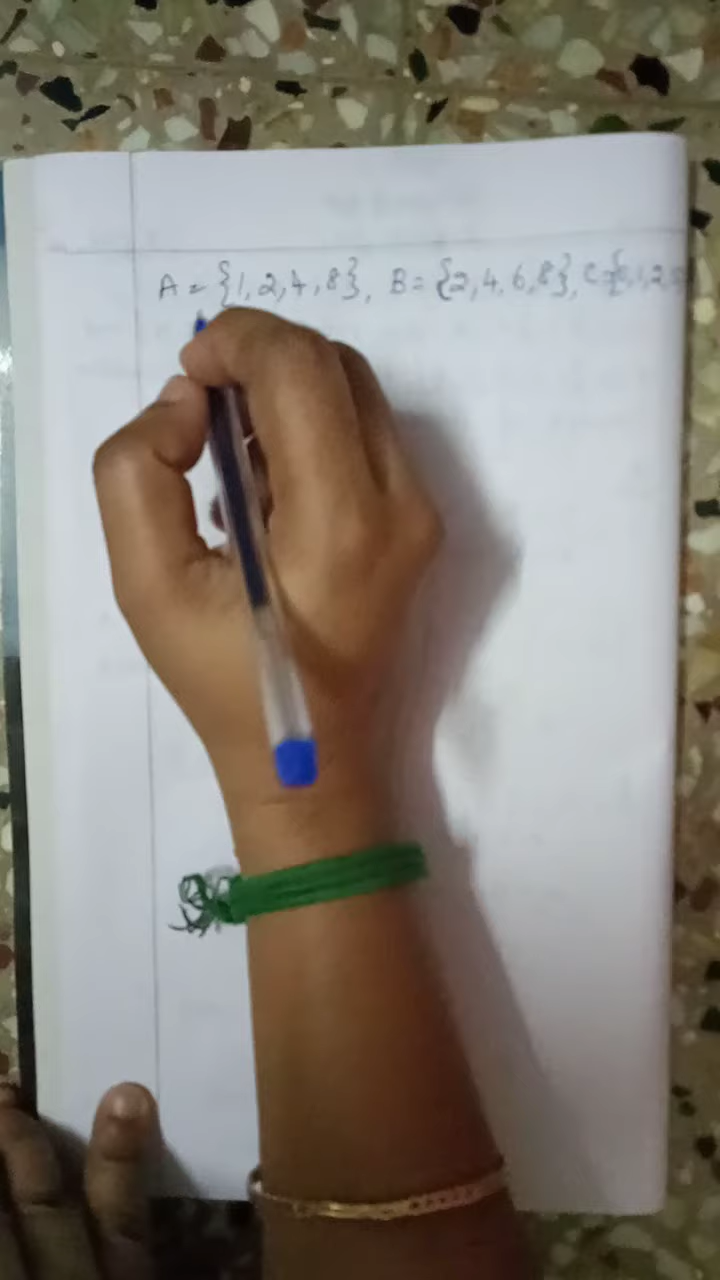 A = {1,2,4,8}, B = {2,4,6,8}, C={